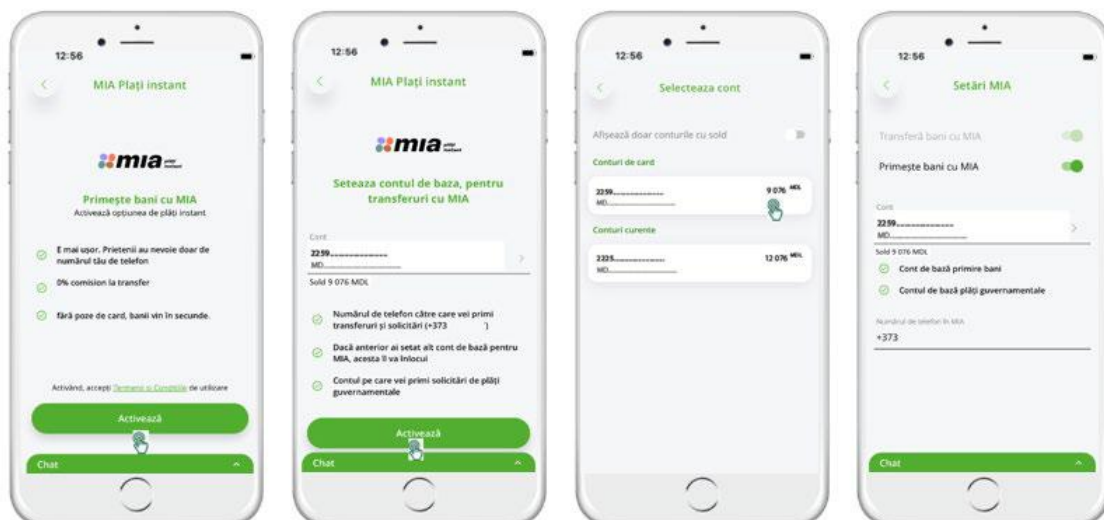 12:56
MIA Plați instant
mia plăți
instant
Primește bani cu MIA
Activează opțiunea de plăți instant
E mai ușor. Prietenii au nevoie doar de
numărul tău de telefon
0% comision la transfer
fără poze de card, banii vin în secunde.
Activând, accepți Termenii si Conditiile de utilizare
Activează
Chat
12:56
MIA Plați instant
mia plăți
instant
Seteaza contul de baza, pentru
transferuri cu MIA
Cont
2259........................
MD..............................
Sold 9 076 MDL
Numărul de telefon către care vei primi
transferuri și solicitări (+373 )
Dacă anterior ai setat alt cont de bază pentru
MIA, acesta îl va înlocui
Contul pe care vei primi solicitări de plăți
guvernamentale
Activează
Chat
12:56
Selecteaza cont
Afișează doar conturile cu sold
Conturi de card
2259........................ 9 076 MDL
MD..............................
Conturi curente
2225........................ 12 076 MDL
MD..............................
12:56
Setări MIA
Transferă bani cu MIA
Primește bani cu MIA
Cont
2259........................
MD..............................
Sold 9 076 MDL
Cont de bază primire bani
Contul de bază plăți guvernamentale
Numărul de telefon în MIA
+373
Chat